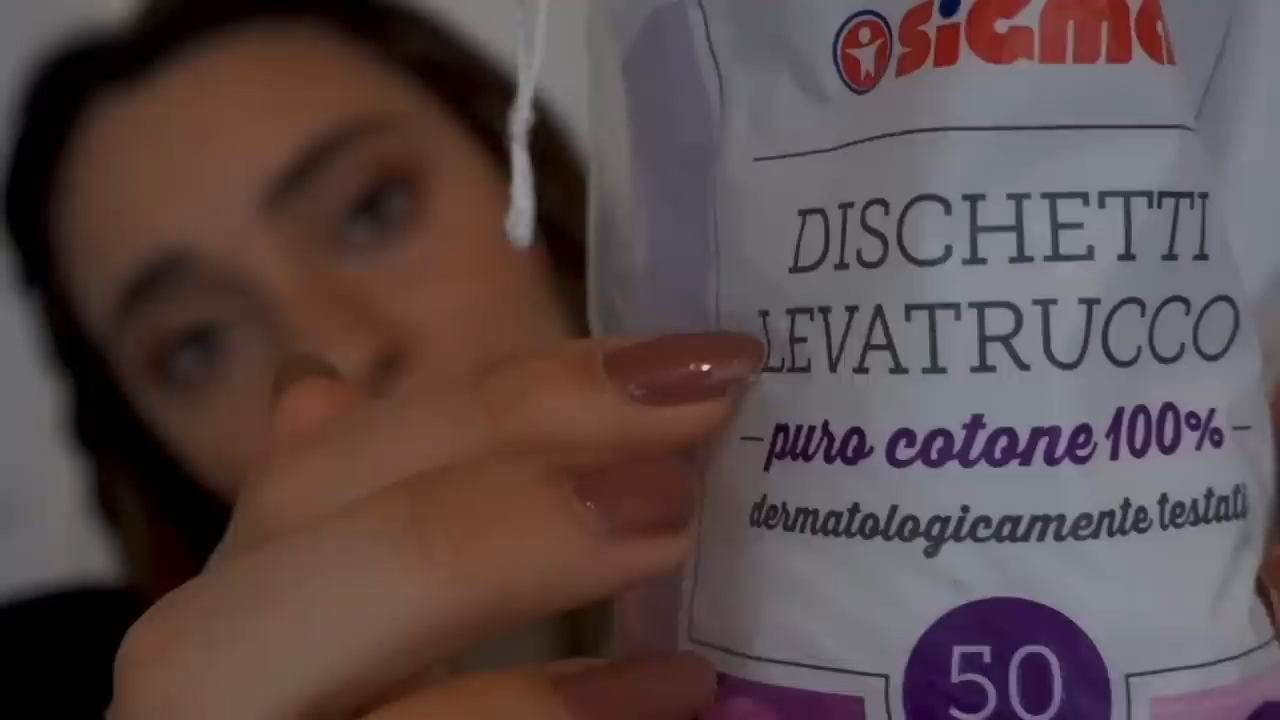 sigma
DISCHETTI
LEVATRUCCO
puro cotone 100%
dermatologicamente testati
50